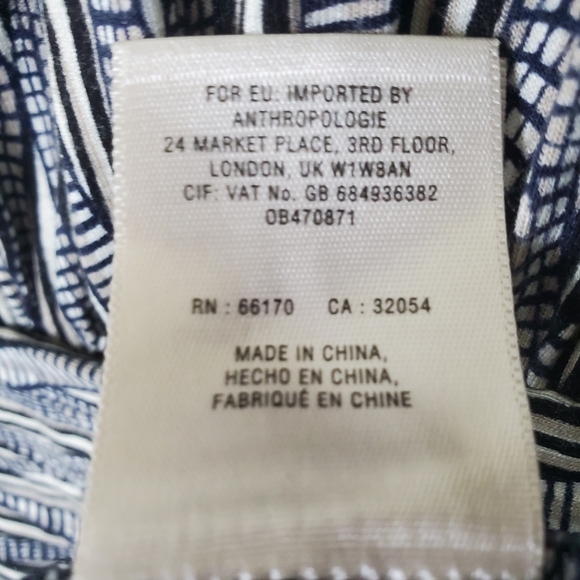 FOR EU: IMPORTED BY
ANTHROPOLOGIE
24 MARKET PLACE, 3RD FLOOR,
LONDON, UK W1W8AN
CIF: VAT No. GB 684936382
OB470871
RN : 66170 CA : 32054
MADE IN CHINA,
HECHO EN CHINA,
FABRIQUÉ EN CHINE